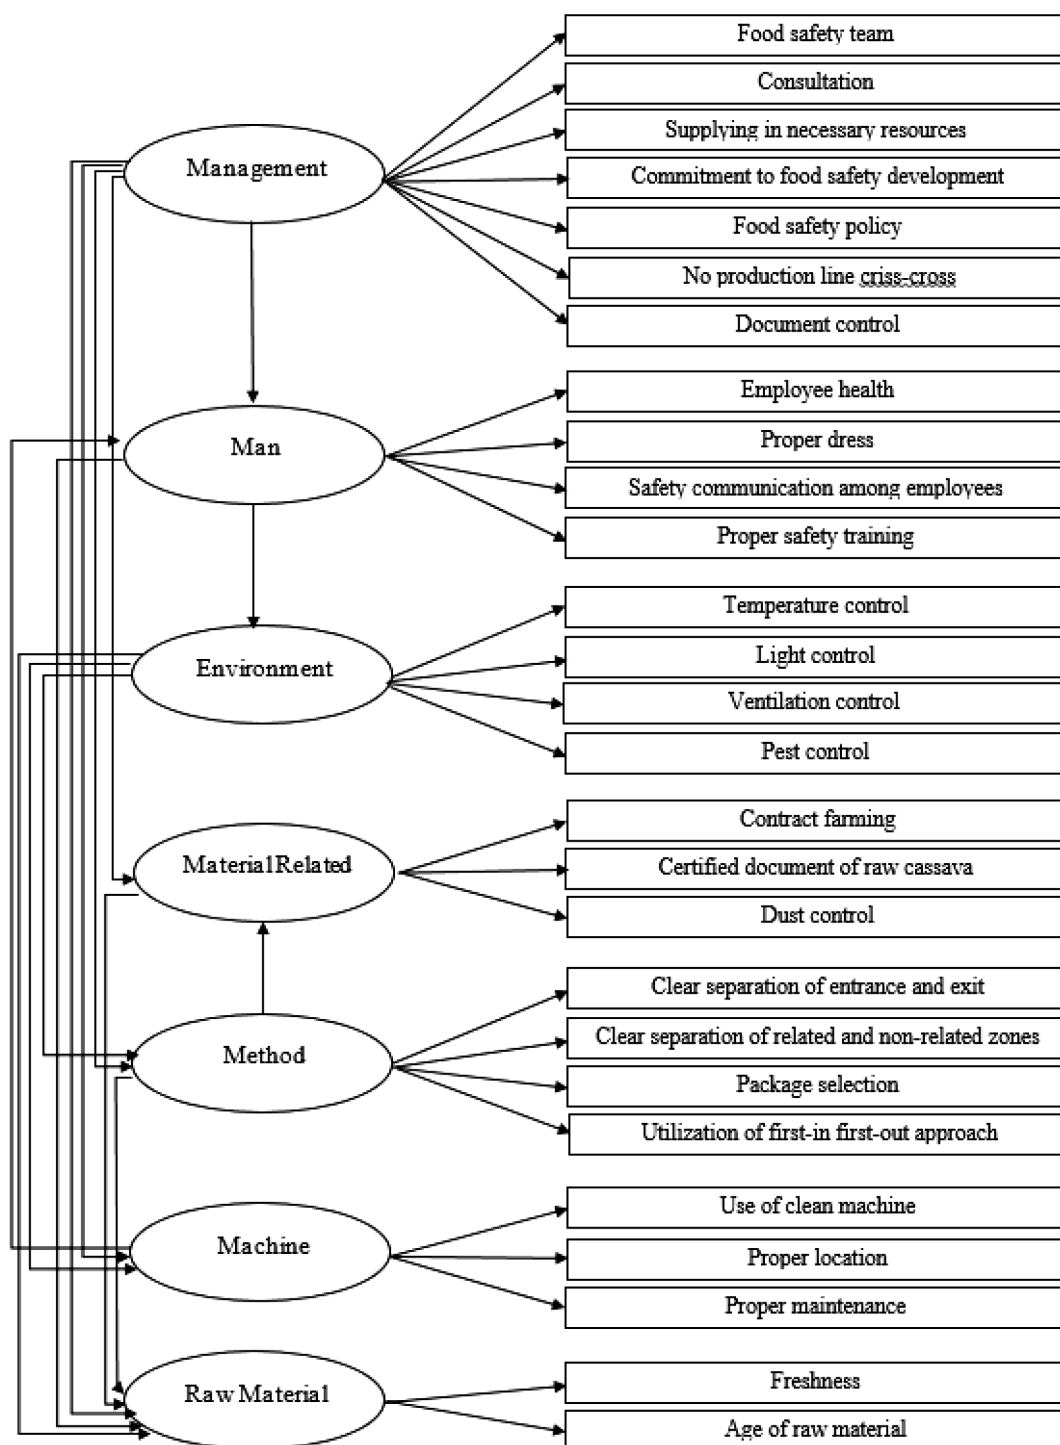 Food safety team
Consultation
Supplying in necessary resources
Management
Commitment to food safety development
Food safety policy
No production line criss-cross
Document control
Employee health
Man
Proper dress
Safety communication among employees
Proper safety training
Temperature control
Environment
Light control
Ventilation control
Pest control
Contract farming
Material Related
Certified document of raw cassava
Dust control
Clear separation of entrance and exit
Method
Clear separation of related and non-related zones
Package selection
Utilization of first-in first-out approach
Use of clean machine
Machine
Proper location
Proper maintenance
Freshness
Raw Material
Age of raw material